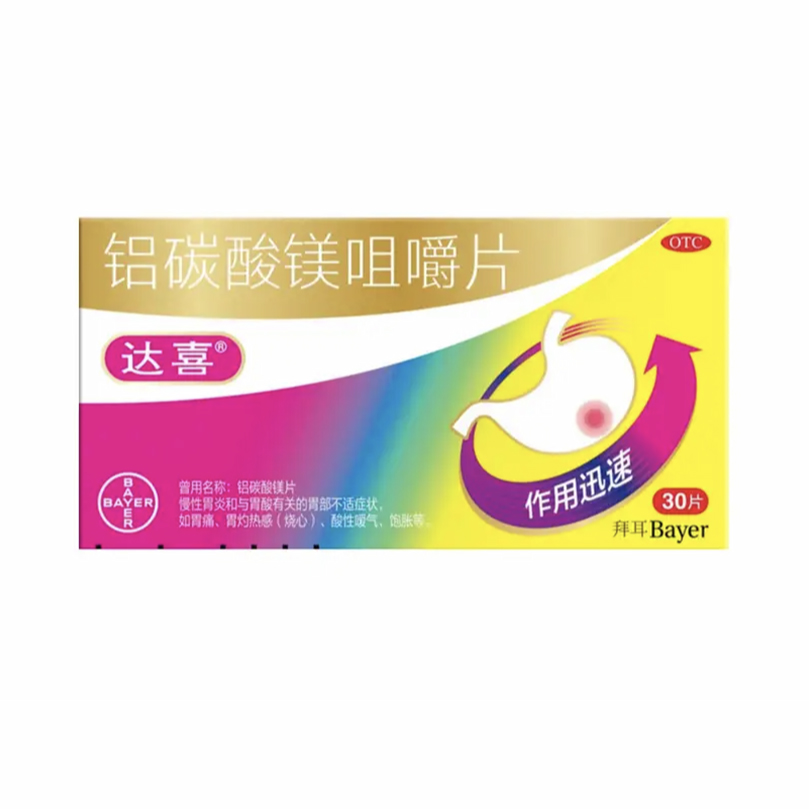 铝碳酸镁咀嚼片
OTC
达喜®
作用迅速
BAYER
BAYER
曾用名称：铝碳酸镁片
慢性胃炎和与胃酸有关的胃部不适症状，
如胃痛、胃灼热感（烧心）、酸性嗳气、饱胀等。
30片
拜耳Bayer